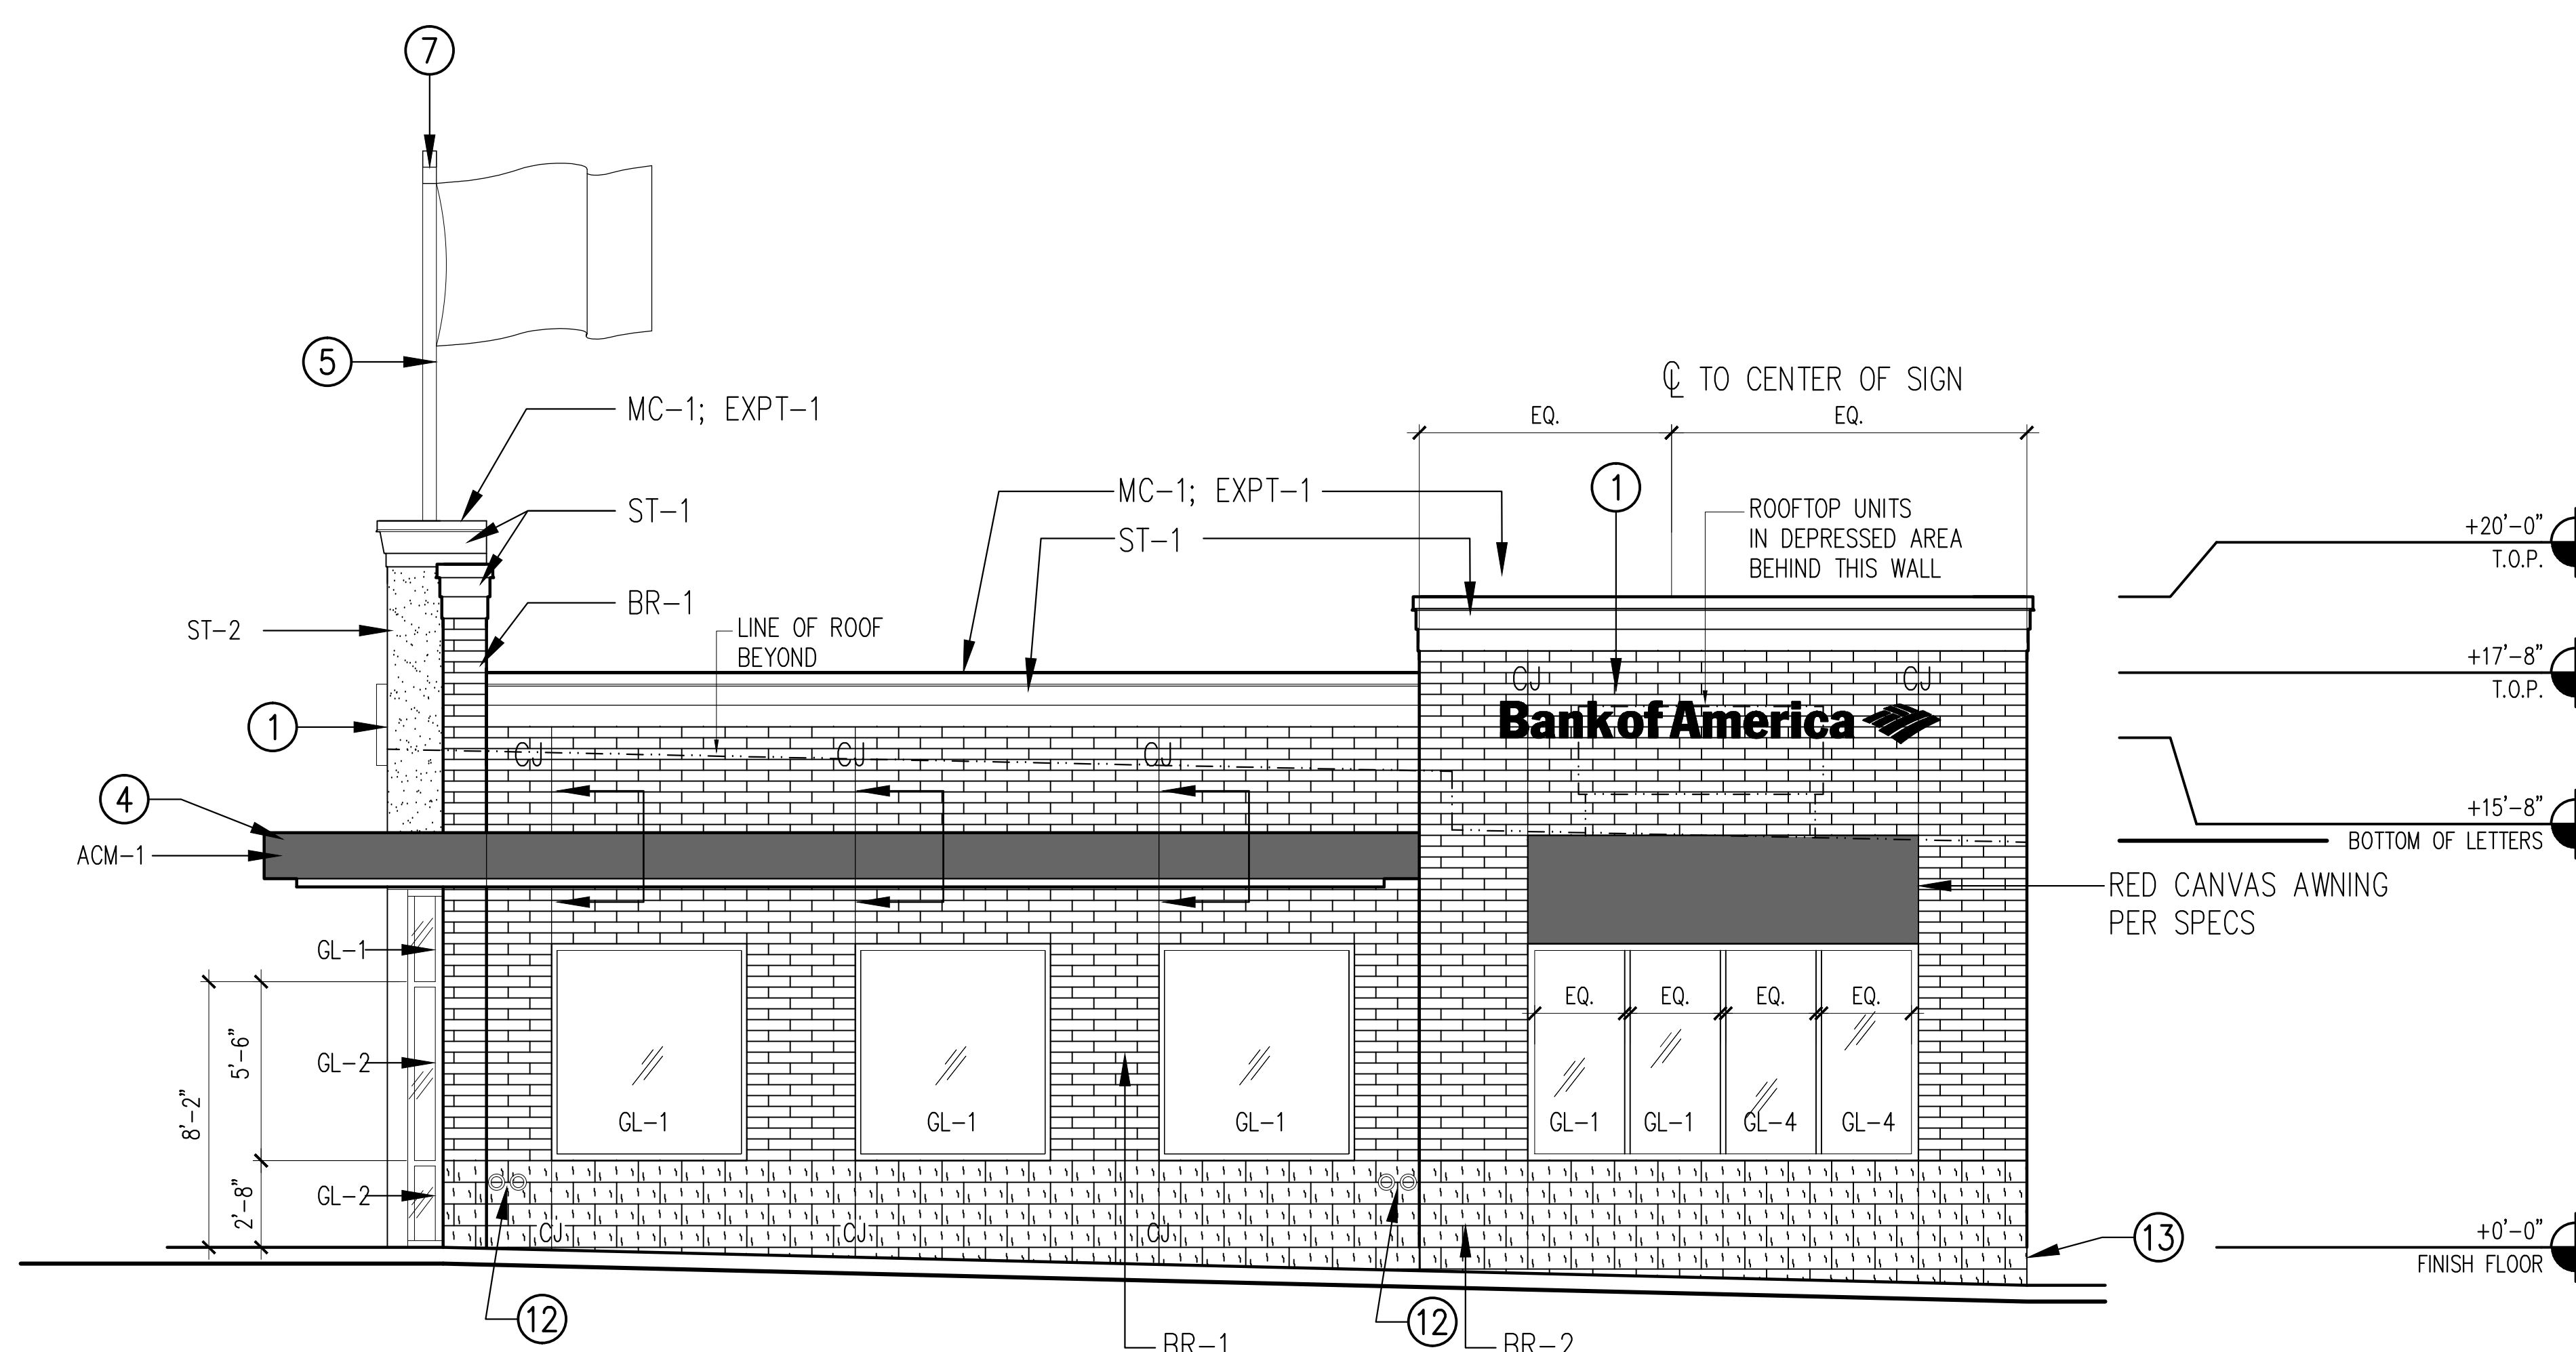 7
5
MC-1; EXPT-1
℄ TO CENTER OF SIGN
EQ.
EQ.
MC-1; EXPT-1
1
ST-1
ST-1
ROOFTOP UNITS
IN DEPRESSED AREA
BEHIND THIS WALL
+20'-0"
T.O.P.
BR-1
ST-2
LINE OF ROOF
BEYOND
+17'-8"
T.O.P.
CJ
CJ
1
Bank of America
CJ
CJ
CJ
4
ACM-1
+15'-8"
BOTTOM OF LETTERS
RED CANVAS AWNING
PER SPECS
GL-1
EQ.
EQ.
EQ.
EQ.
5'-6"
GL-2
8'-2"
GL-1
GL-1
GL-1
GL-1
GL-1
GL-4
GL-4
2'-8"
GL-2
CJ
CJ
CJ
13
+0'-0"
FINISH FLOOR
12
12
BR-1
BR-2